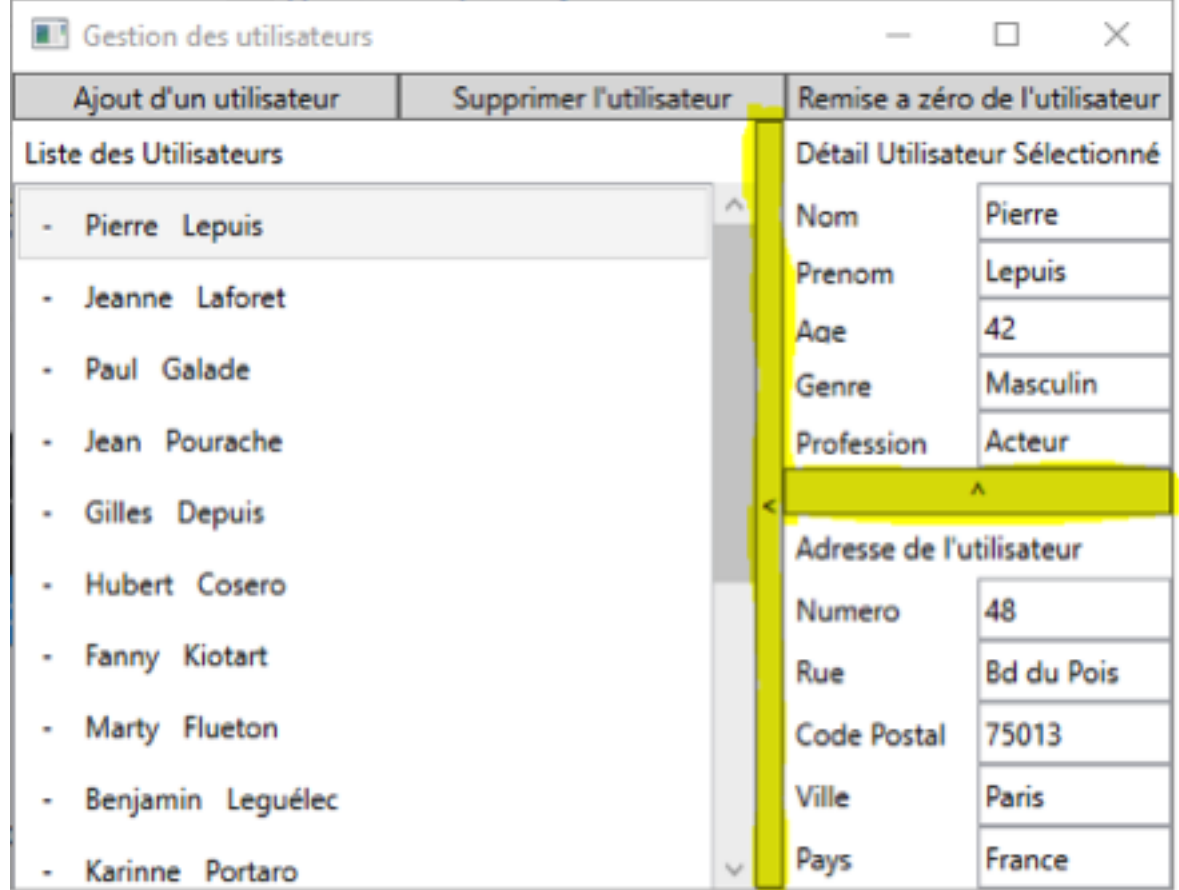 Gestion des utilisateurs
Ajout d'un utilisateur Supprimer l'utilisateur Remise a zéro de l'utilisateur
Liste des Utilisateurs
- Pierre Lepuis
- Jeanne Laforet
- Paul Galade
- Jean Pourache
- Gilles Depuis
- Hubert Cosero
- Fanny Kiotart
- Marty Flueton
- Benjamin Leguélec
- Karinne Portaro
<
Détail Utilisateur Sélectionné
Nom Pierre
Prenom Lepuis
Age 42
Genre Masculin
Profession Acteur
^
Adresse de l'utilisateur
Numero 48
Rue Bd du Pois
Code Postal 75013
Ville Paris
Pays France